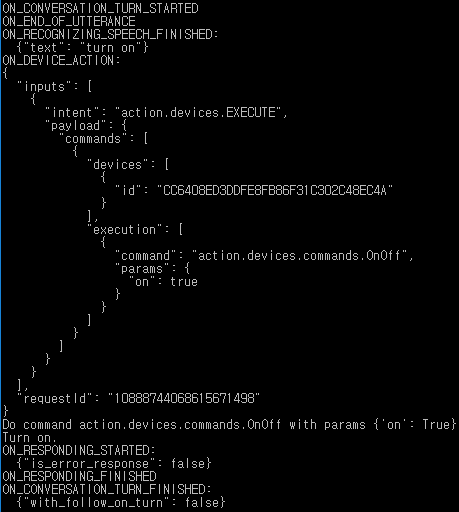 ON_CONVERSATION_TURN_STARTED
ON_END_OF_UTTERANCE
ON_RECOGNIZING_SPEECH_FINISHED:
  {"text": "turn on"}
ON_DEVICE_ACTION:
{
  "inputs": [
    {
      "intent": "action.devices.EXECUTE",
      "payload": {
        "commands": [
          {
            "devices": [
              {
                "id": "CC6408ED3DDFE8FB86F31C302C48EC4A"
              }
            ],
            "execution": [
              {
                "command": "action.devices.commands.OnOff",
                "params": {
                  "on": true
                }
              }
            ]
          }
        ]
      }
    }
  ],
  "requestId": "10888744068615671498"
}
Do command action.devices.commands.OnOff with params {'on': True}
Turn on.
ON_RESPONDING_STARTED:
  {"is_error_response": false}
ON_RESPONDING_FINISHED
ON_CONVERSATION_TURN_FINISHED:
  {"with_follow_on_turn": false}